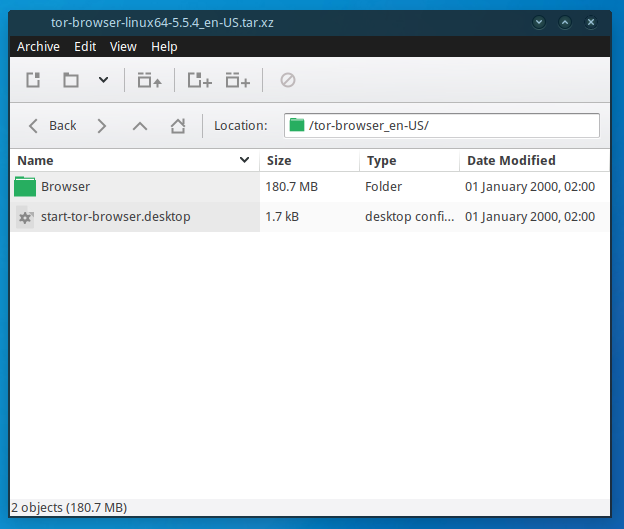 tor-browser-linux64-5.5.4_en-US.tar.xz
Archive Edit View Help
Back Location: /tor-browser_en-US/
Name Size Type Date Modified
Browser 180.7 MB Folder 01 January 2000, 02:00
start-tor-browser.desktop 1.7 kB desktop confi... 01 January 2000, 02:00
2 objects (180.7 MB)